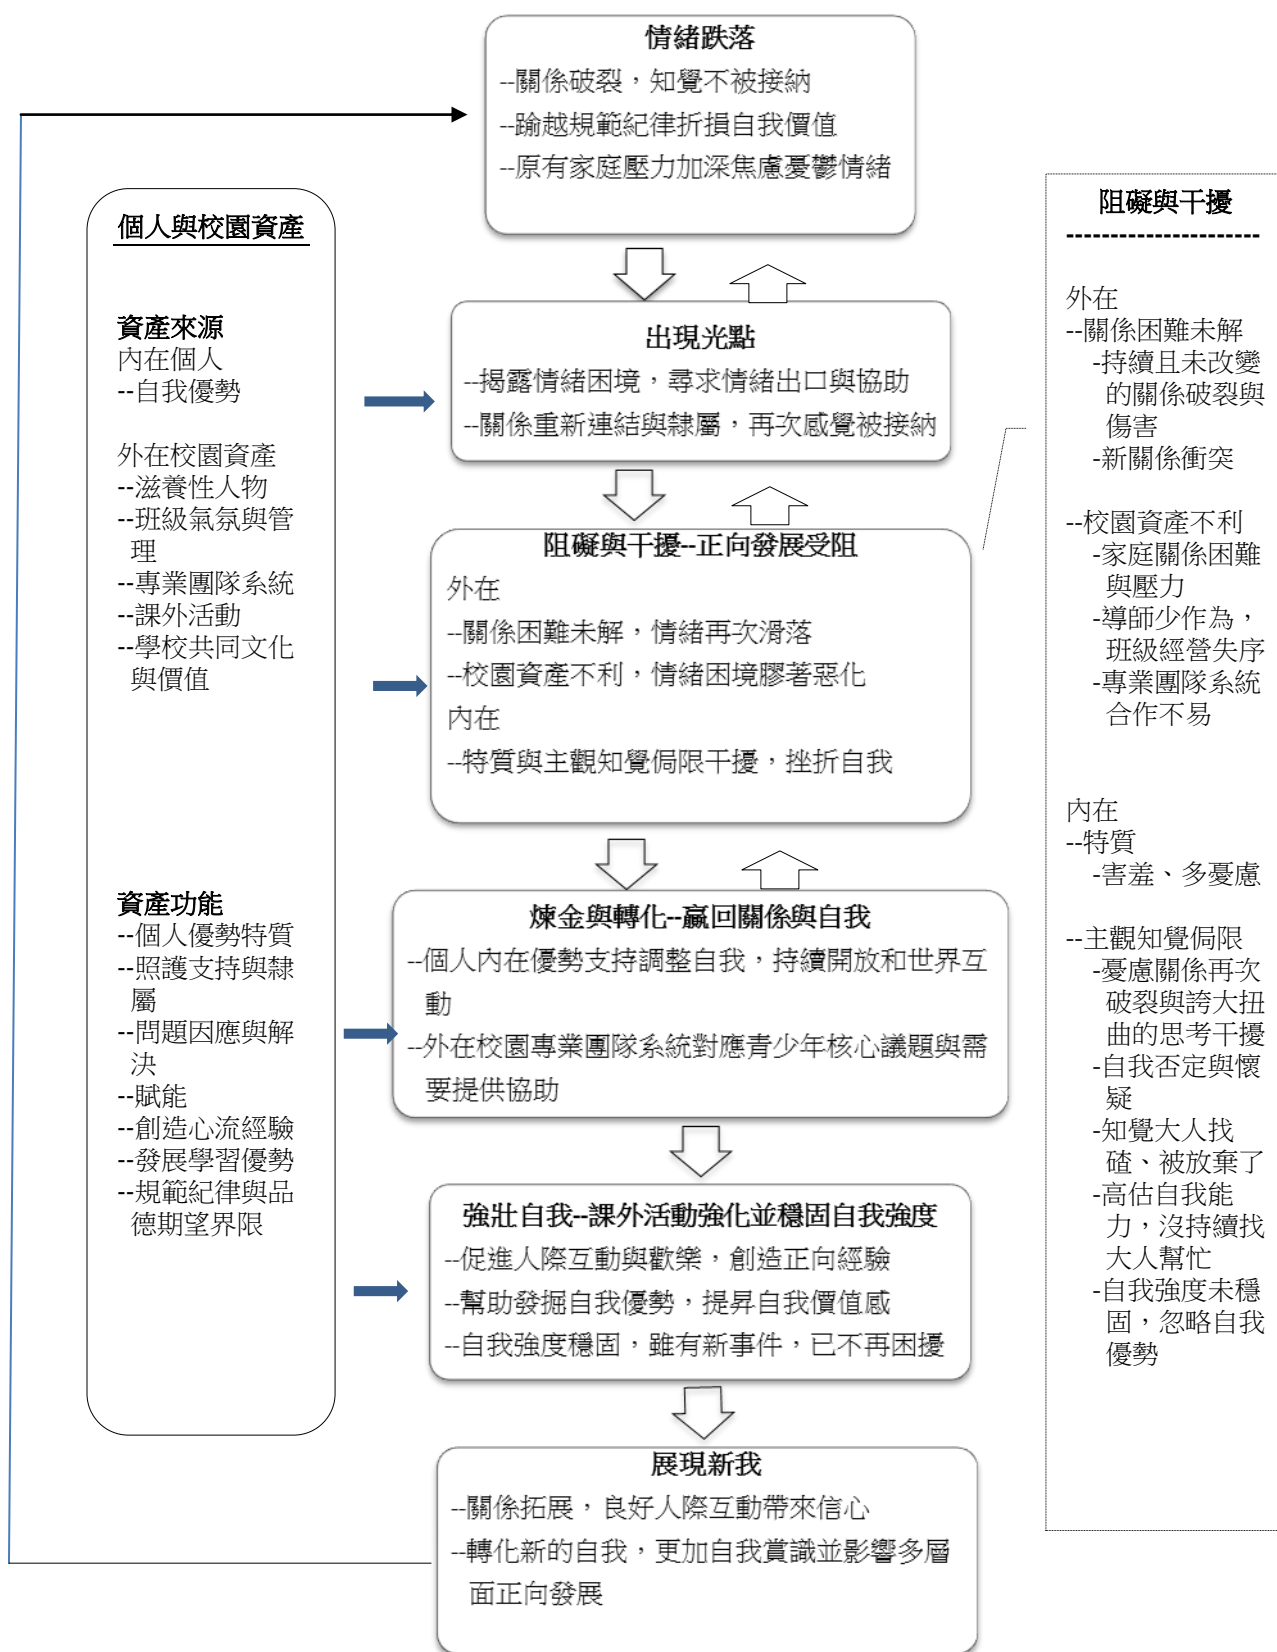 情緒跌落
--關係破裂，知覺不被接納
--踰越規範紀律折損自我價值
--原有家庭壓力加深焦慮憂鬱情緒
個人與校園資產
資產來源
內在個人
--自我優勢
外在校園資產
--滋養性人物
--班級氣氛與管
理
--專業團隊系統
--課外活動
--學校共同文化
與價值
資產功能
--個人優勢特質
--照護支持與隸
屬
--問題因應與解
決
--賦能
--創造心流經驗
--發展學習優勢
--規範紀律與品
德期望界限
出現光點
--揭露情緒困境，尋求情緒出口與協助
--關係重新連結與隸屬，再次感覺被接納
阻礙與干擾--正向發展受阻
外在
--關係困難未解，情緒再次滑落
--校園資產不利，情緒困境膠著惡化
內在
--特質與主觀知覺侷限干擾，挫折自我
煉金與轉化--贏回關係與自我
--個人內在優勢支持調整自我，持續開放和世界互
動
--外在校園專業團隊系統對應青少年核心議題與需
要提供協助
強壯自我--課外活動強化並穩固自我強度
--促進人際互動與歡樂，創造正向經驗
--幫助發掘自我優勢，提昇自我價值感
--自我強度穩固，雖有新事件，已不再困擾
展現新我
--關係拓展，良好人際互動帶來信心
--轉化新的自我，更加自我賞識並影響多層
面正向發展
阻礙與干擾
----------------------
外在
--關係困難未解
-持續且未改變
的關係破裂與
傷害
-新關係衝突
--校園資產不利
-家庭關係困難
與壓力
-導師少作為，
班級經營失序
-專業團隊系統
合作不易
內在
--特質
-害羞、多憂慮
--主觀知覺侷限
-憂慮關係再次
破裂與誇大扭
曲的思考干擾
-自我否定與懷
疑
-知覺大人找
碴、被放棄了
-高估自我能
力，沒持續找
大人幫忙
-自我強度未穩
固，忽略自我
優勢